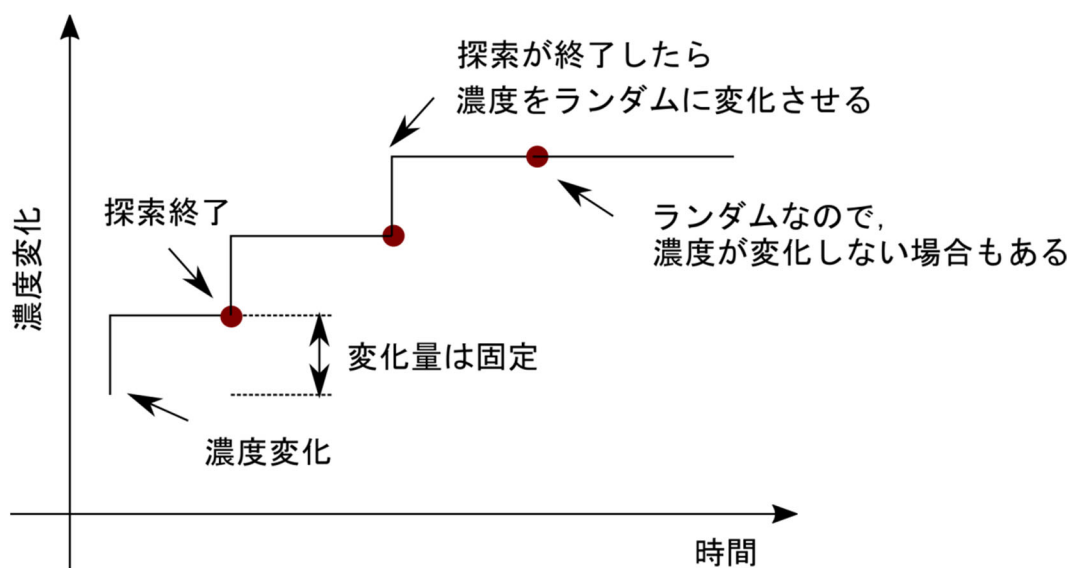 探索が終了したら
濃度をランダムに変化させる
探索終了
ランダムなので,
濃度が変化しない場合もある
濃度変化
変化量は固定
濃度変化
時間